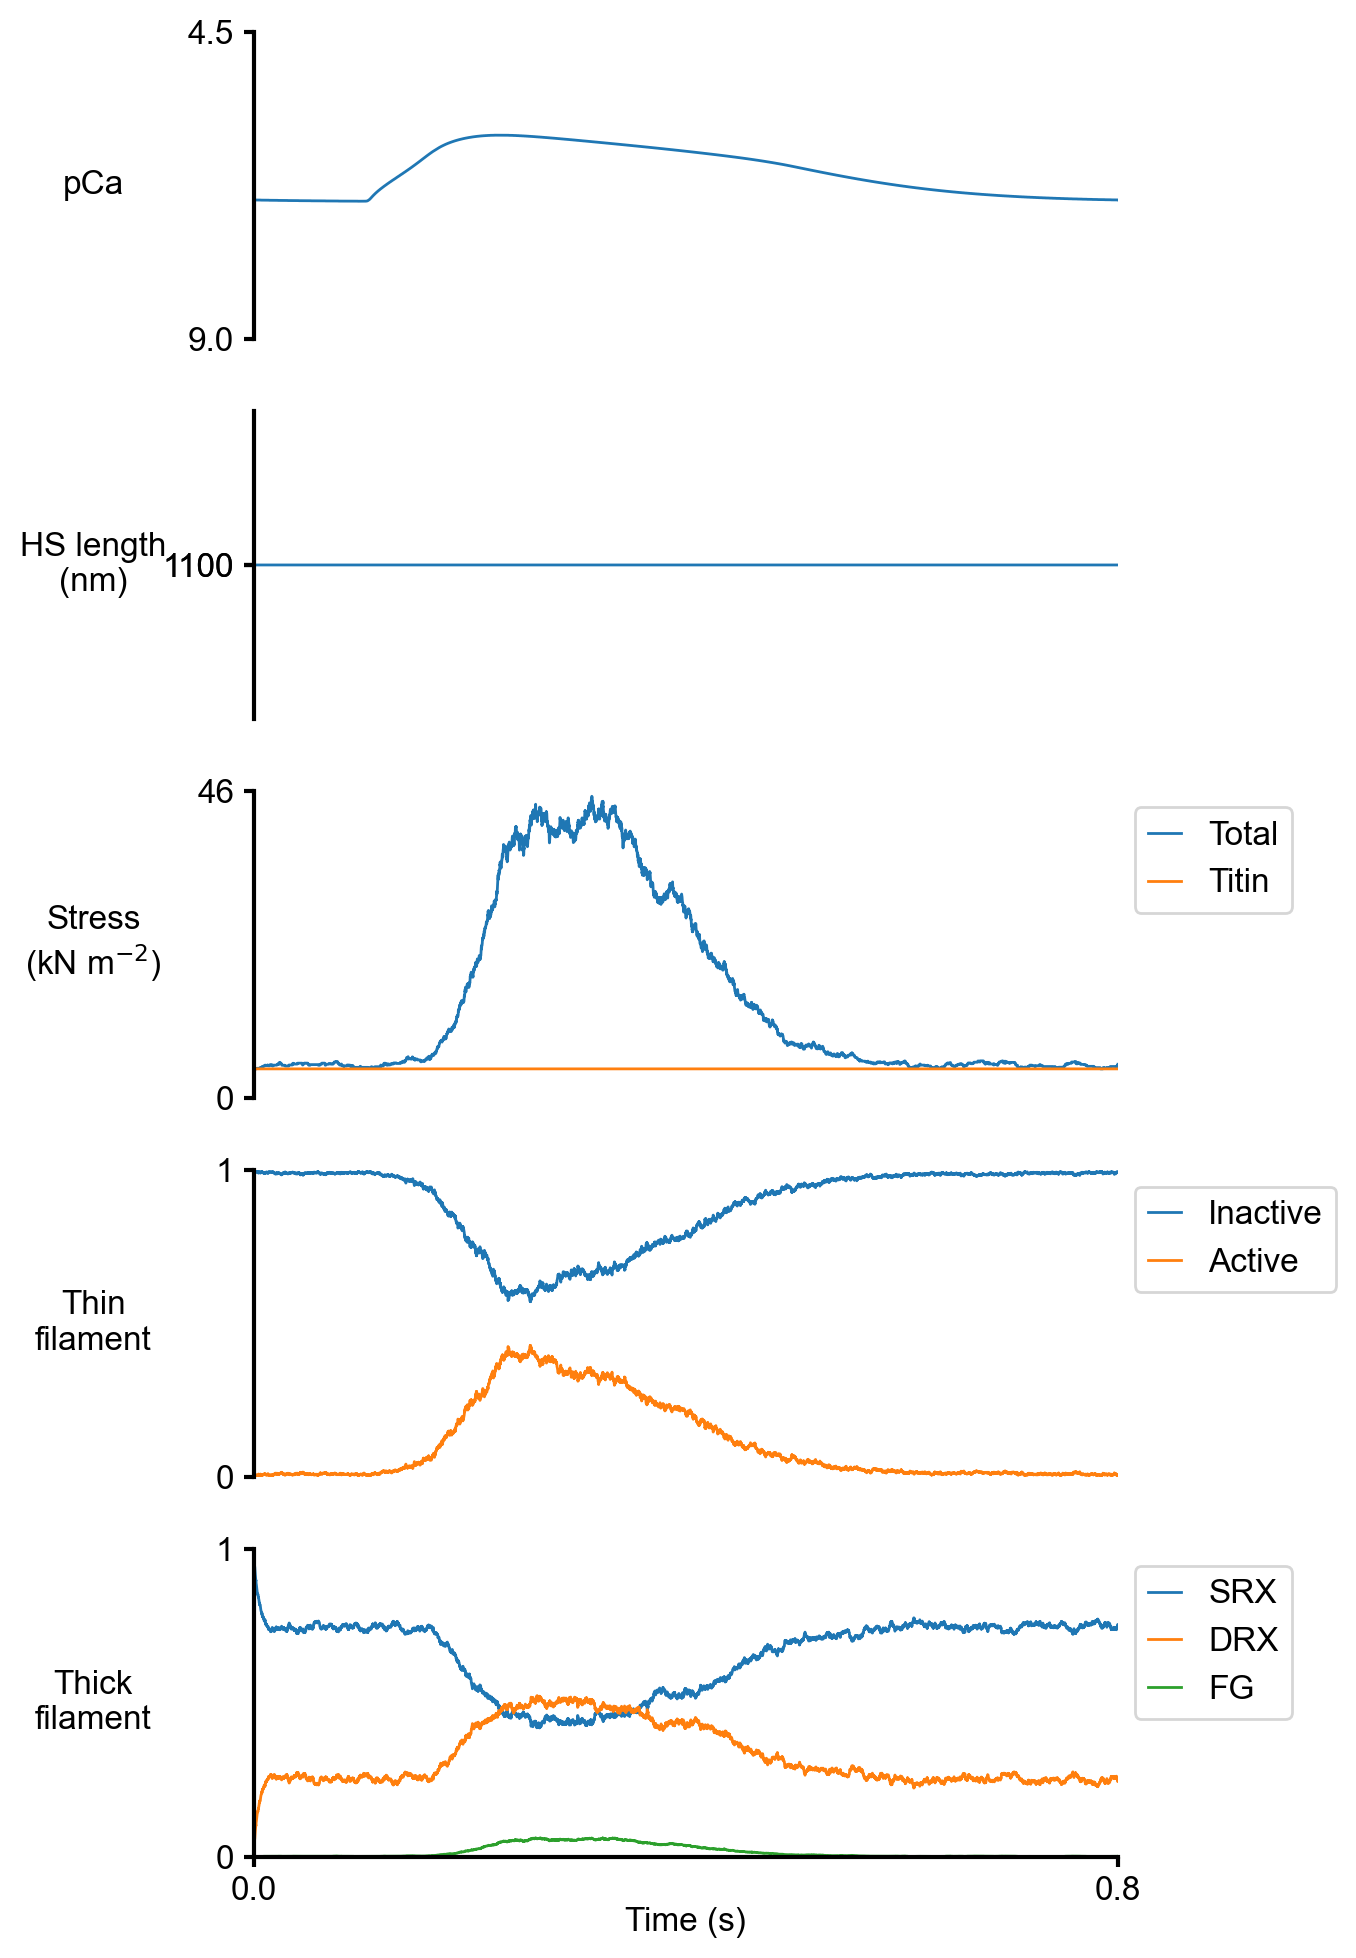 4.5
pCa
9.0
HS length
(nm)
1100
46
Stress
(kN m⁻²)
0
Total
Titin
1
Thin
filament
0
Inactive
Active
1
Thick
filament
0
SRX
DRX
FG
0.0
0.8
Time (s)